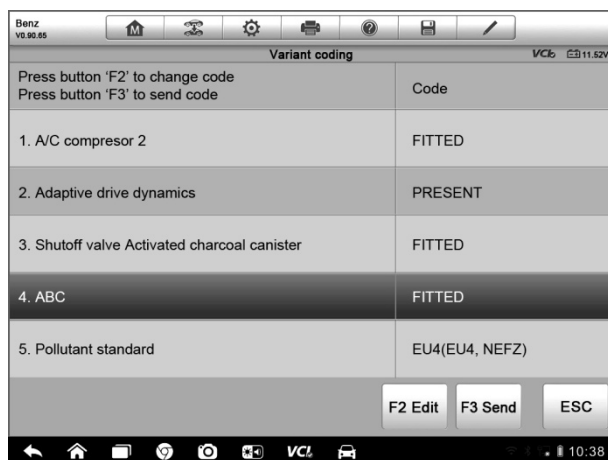 Benz
V0.90.65
Variant coding
VCI
11.52V
Press button ‘F2’ to change code
Press button ‘F3’ to send code
Code
1. A/C compresor 2
FITTED
2. Adaptive drive dynamics
PRESENT
3. Shutoff valve Activated charcoal canister
FITTED
4. ABC
FITTED
5. Pollutant standard
EU4(EU4, NEFZ)
F2 Edit
F3 Send
ESC
VCI
10:38